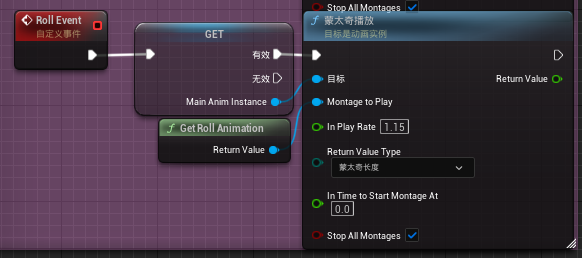 Stop All Montages
Roll Event
自定义事件
GET
有效
无效
Main Anim Instance
f Get Roll Animation
Return Value
f 蒙太奇播放
目标是动画实例
目标
Return Value
Montage to Play
In Play Rate 1.15
Return Value Type
蒙太奇长度
In Time to Start Montage At
0.0
Stop All Montages